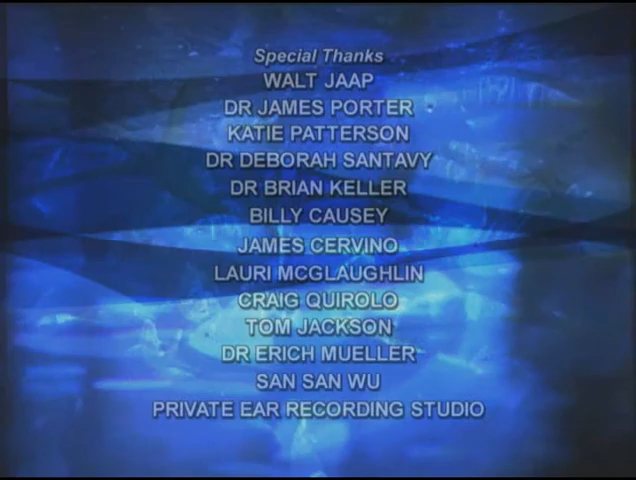 Special Thanks
WALT JAAP
DR JAMES PORTER
KATIE PATTERSON
DR DEBORAH SANTAVY
DR BRIAN KELLER
BILLY CAUSEY
JAMES CERVINO
LAURI MCGLAUGHLIN
CRAIG QUIROLO
TOM JACKSON
DR ERICH MUELLER
SAN SAN WU
PRIVATE EAR RECORDING STUDIO